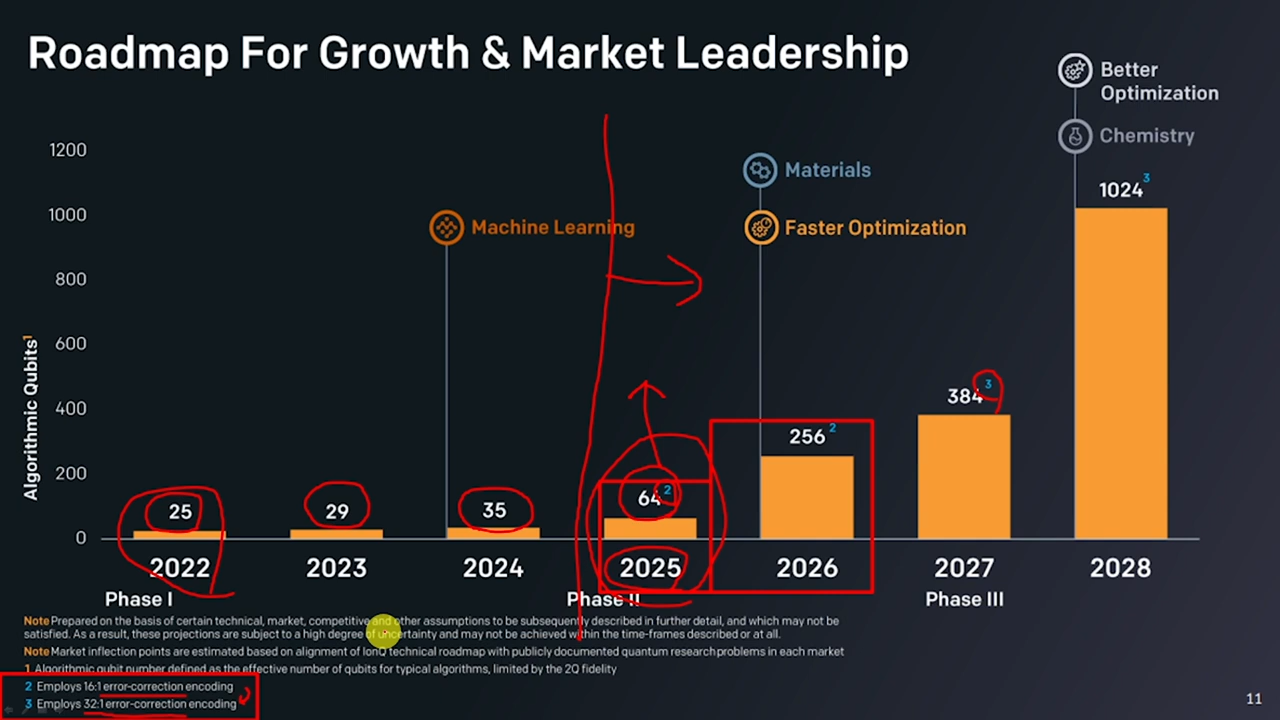 Roadmap For Growth & Market Leadership
Better
Optimization
Chemistry
Materials
Machine Learning
Faster Optimization
Algorithmic Qubits1
1200
1000
800
600
400
200
0
25
29
35
64 2
256 2
384 3
1024 3
2022
2023
2024
2025
2026
2027
2028
Phase I
Phase II
Phase III
Note Prepared on the basis of certain technical, market, competitive and other assumptions to be subsequently described in further detail, and which may not be
satisfied. As a result, these projections are subject to a high degree of uncertainty and may not be achieved within the time-frames described or at all.
Note Market inflection points are estimated based on alignment of IonQ technical roadmap with publicly documented quantum research problems in each market
1 Algorithmic qubit number defined as the effective number of qubits for typical algorithms, limited by the 2Q fidelity
2 Employs 16:1 error-correction encoding
3 Employs 32:1 error-correction encoding
11